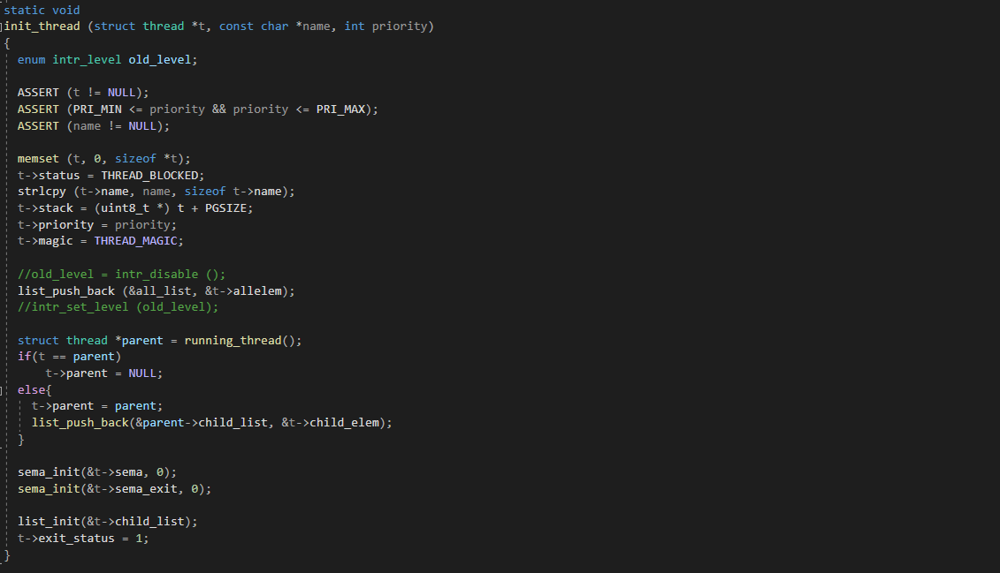 static void
init_thread (struct thread *t, const char *name, int priority)
{
  enum intr_level old_level;

  ASSERT (t != NULL);
  ASSERT (PRI_MIN <= priority && priority <= PRI_MAX);
  ASSERT (name != NULL);

  memset (t, 0, sizeof *t);
  t->status = THREAD_BLOCKED;
  strlcpy (t->name, name, sizeof t->name);
  t->stack = (uint8_t *) t + PGSIZE;
  t->priority = priority;
  t->magic = THREAD_MAGIC;

  //old_level = intr_disable ();
  list_push_back (&all_list, &t->allelem);
  //intr_set_level (old_level);

  struct thread *parent = running_thread();
  if(t == parent)
      t->parent = NULL;
  else{
    t->parent = parent;
    list_push_back(&parent->child_list, &t->child_elem);
  }

  sema_init(&t->sema, 0);
  sema_init(&t->sema_exit, 0);

  list_init(&t->child_list);
  t->exit_status = 1;
}